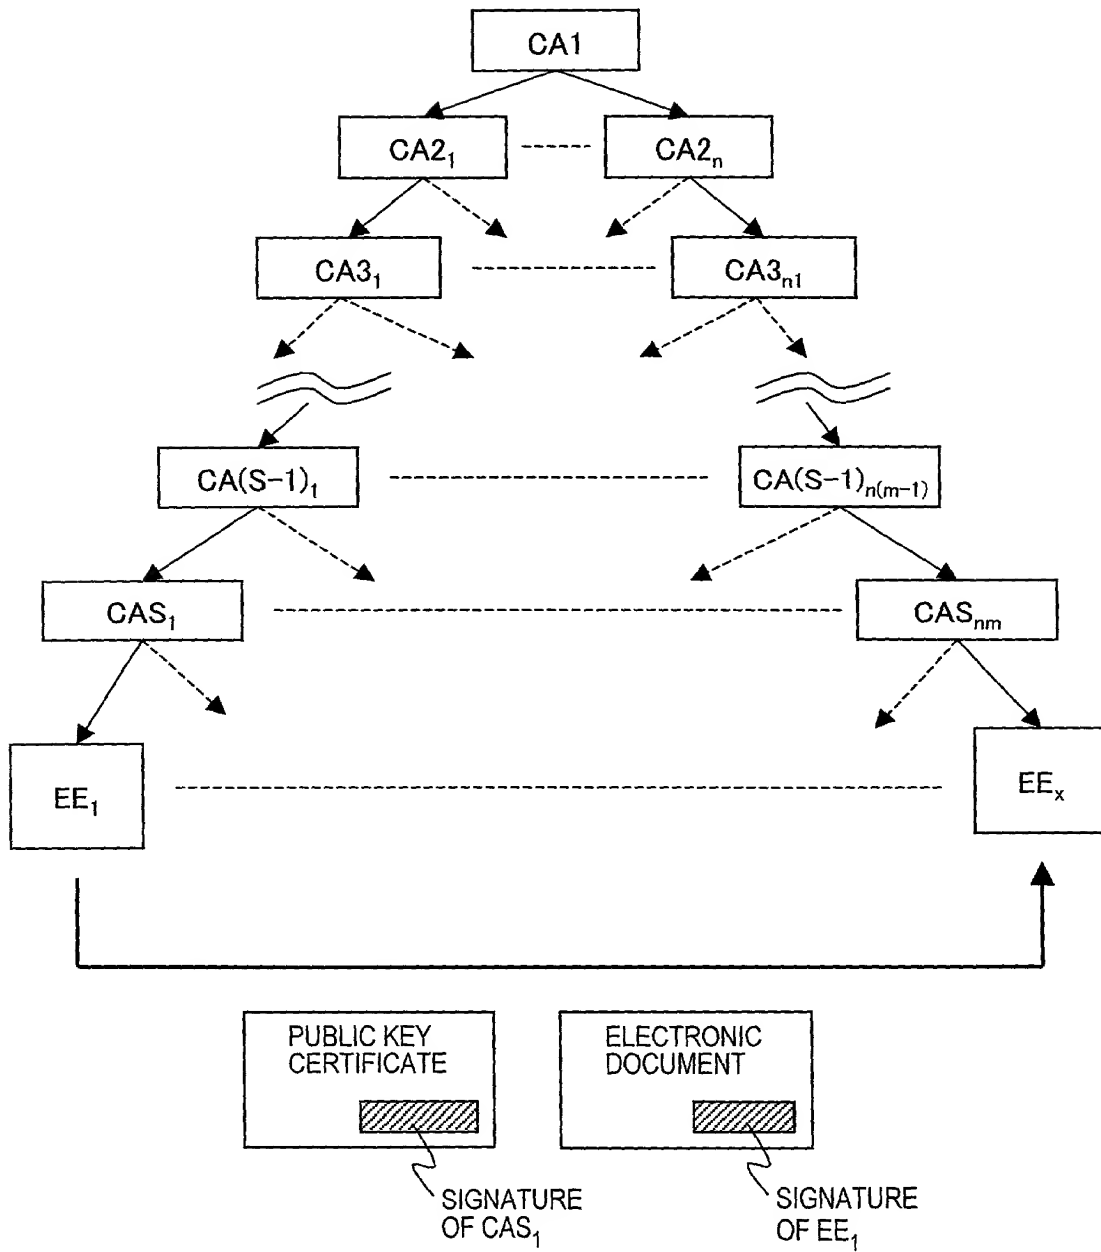 CA1
CA2₁
CA2ₙ
CA3₁
CA3ₙ₁
CA(S-1)₁
CA(S-1)ₙ₍ₘ₋₁₎
CAS₁
CASₙₘ
EE₁
EEₓ
PUBLIC KEY
CERTIFICATE
ELECTRONIC
DOCUMENT
SIGNATURE
OF CAS₁
SIGNATURE
OF EE₁